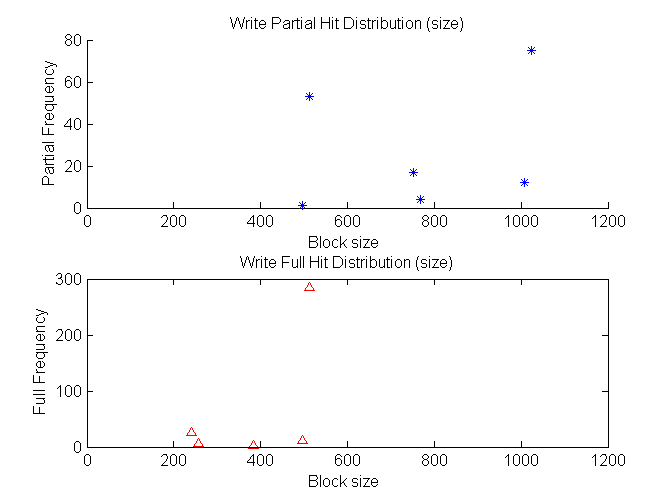 Write Partial Hit Distribution (size)
80
60
40
20
0
Partial Frequency
0 200 400 600 800 1000 1200
Block size
Write Full Hit Distribution (size)
300
200
100
0
Full Frequency
0 200 400 600 800 1000 1200
Block size